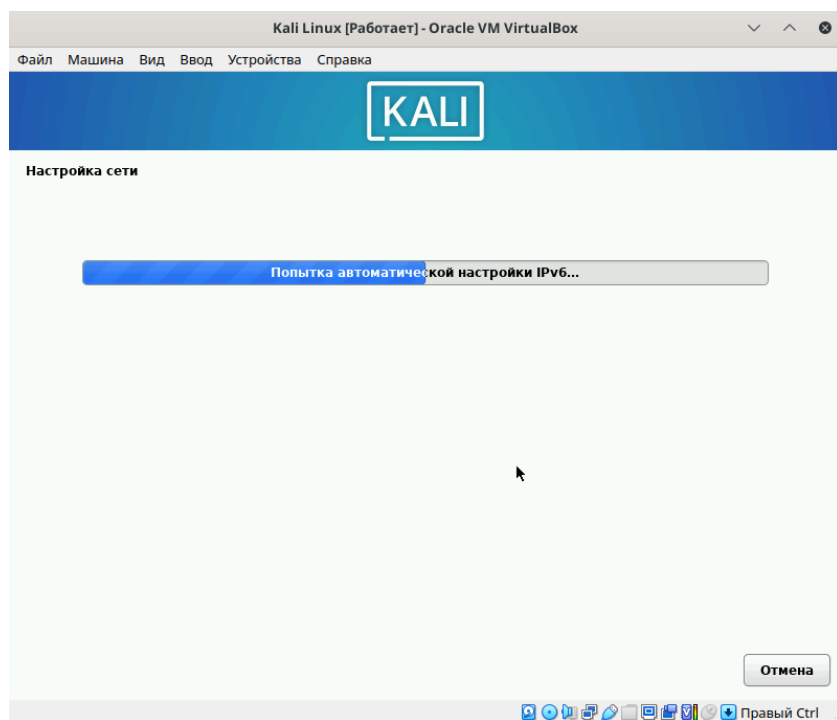 Kali Linux [Работает] - Oracle VM VirtualBox
Файл Машина Вид Ввод Устройства Справка
KALI
Настройка сети
Попытка автоматической настройки IPv6...
Отмена
Правый Ctrl